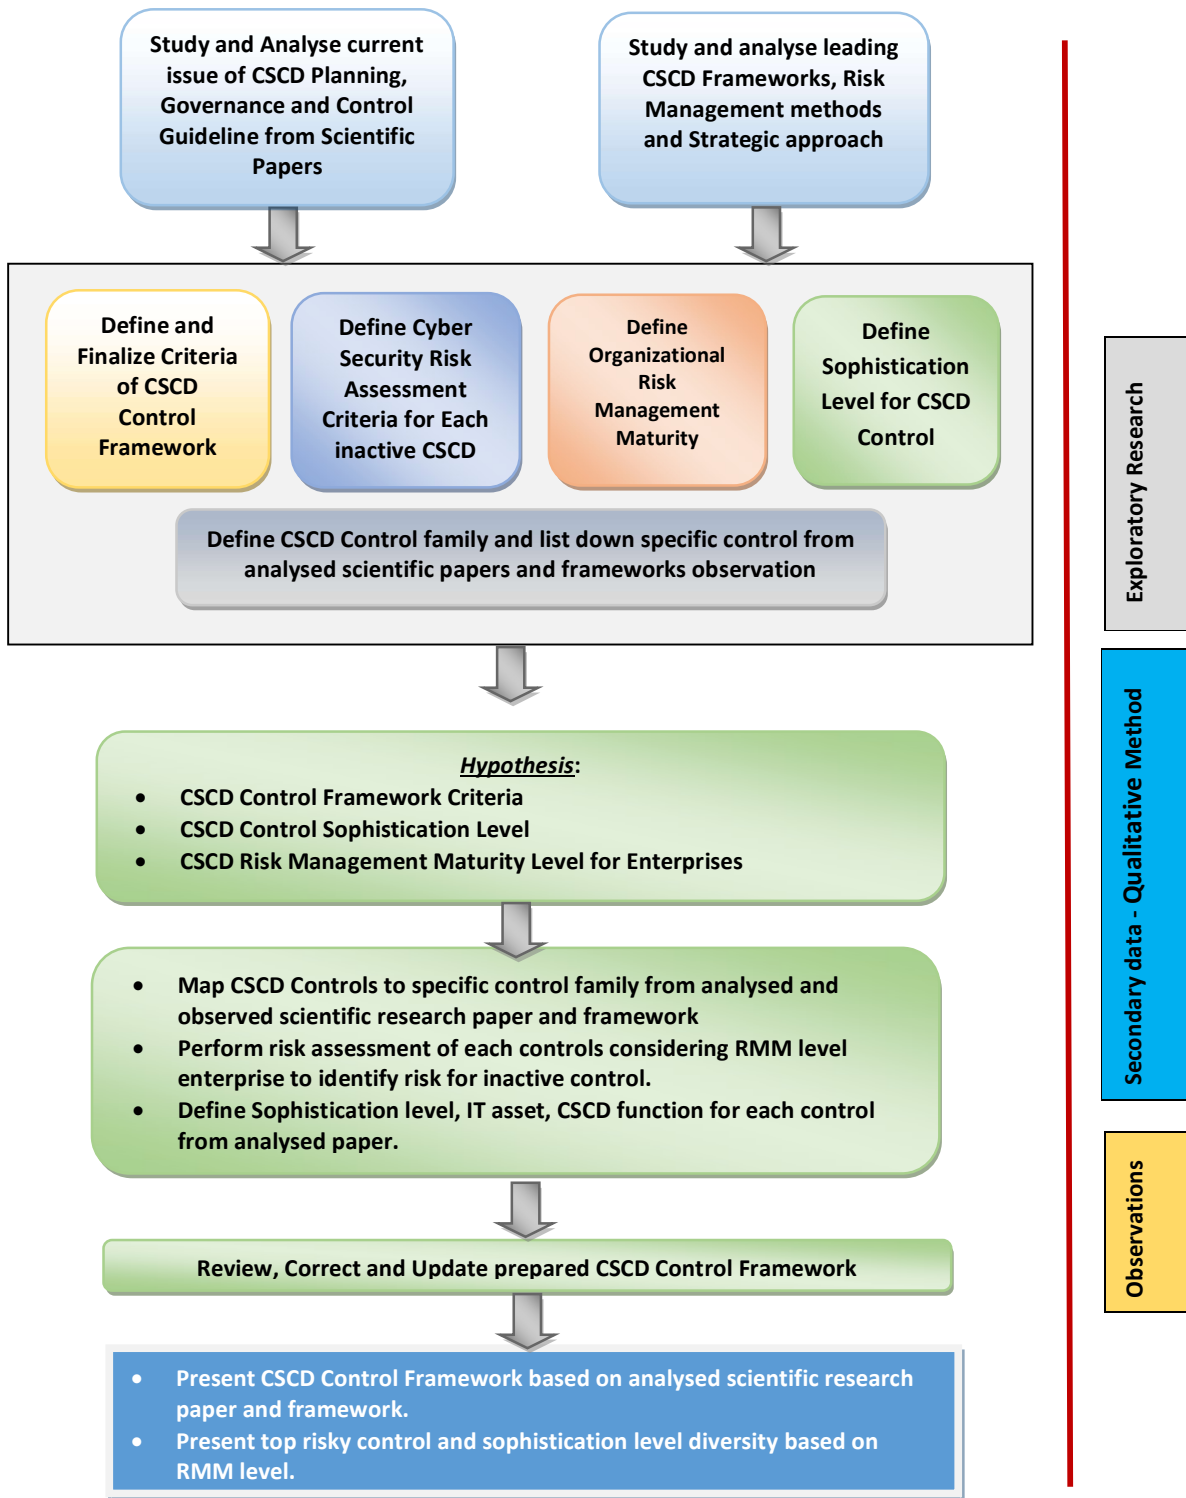 Study and Analyse current
issue of CSCD Planning,
Governance and Control
Guideline from Scientific
Papers
Study and analyse leading
CSCD Frameworks, Risk
Management methods
and Strategic approach
Define and
Finalize Criteria
of CSCD
Control
Framework
Define Cyber
Security Risk
Assessment
Criteria for Each
inactive CSCD
Define
Organizational
Risk
Management
Maturity
Define
Sophistication
Level for CSCD
Control
Define CSCD Control family and list down specific control from
analysed scientific papers and frameworks observation
Hypothesis:
• CSCD Control Framework Criteria
• CSCD Control Sophistication Level
• CSCD Risk Management Maturity Level for Enterprises
• Map CSCD Controls to specific control family from analysed and
observed scientific research paper and framework
• Perform risk assessment of each controls considering RMM level
enterprise to identify risk for inactive control.
• Define Sophistication level, IT asset, CSCD function for each control
from analysed paper.
Review, Correct and Update prepared CSCD Control Framework
• Present CSCD Control Framework based on analysed scientific research
paper and framework.
• Present top risky control and sophistication level diversity based on
RMM level.
Exploratory Research
Secondary data - Qualitative Method
Observations